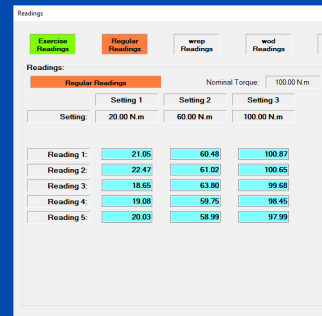 Readings
Exercise Readings Regular Readings wrep Readings wod Readings
Readings:
Regular Readings Nominal Torque: 100.00 N.m
Setting 1 Setting 2 Setting 3
Setting: 20.00 N.m 60.00 N.m 100.00 N.m
Reading 1: 21.05 60.48 100.87
Reading 2: 22.47 61.02 100.65
Reading 3: 18.65 63.80 99.68
Reading 4: 19.08 59.75 98.45
Reading 5: 20.03 58.99 97.99